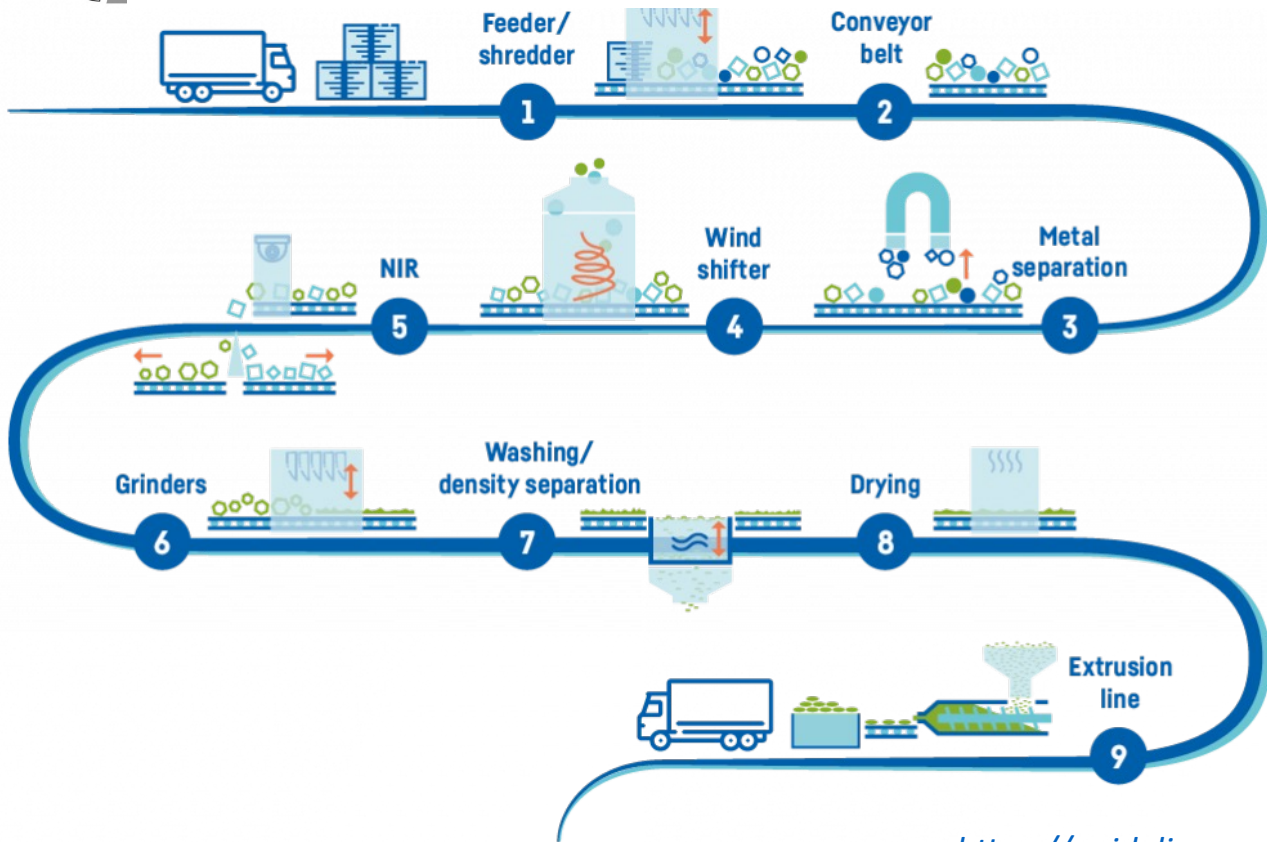 Feeder/
shredder
1
Conveyor
belt
2
Metal
separation
3
Wind
shifter
4
NIR
5
Grinders
6
Washing/
density separation
7
Drying
8
Extrusion
line
9